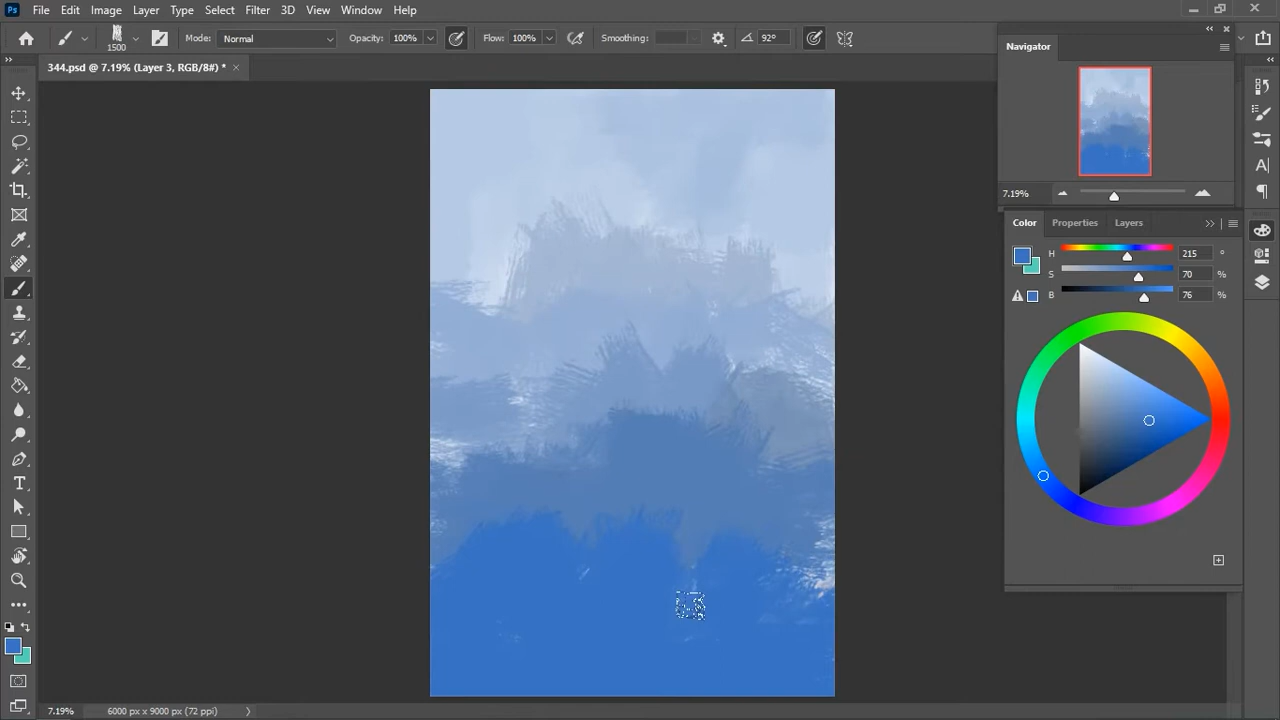 Ps File Edit Image Layer Type Select Filter 3D View Window Help
1500 Mode: Normal Opacity: 100% Flow: 100% Smoothing: 92°
344.psd @ 7.19% (Layer 3, RGB/8#) * ×
Navigator
7.19%
Color Properties Layers
H 215 °
S 70 %
B 76 %
7.19% 6000 px x 9000 px (72 ppi)